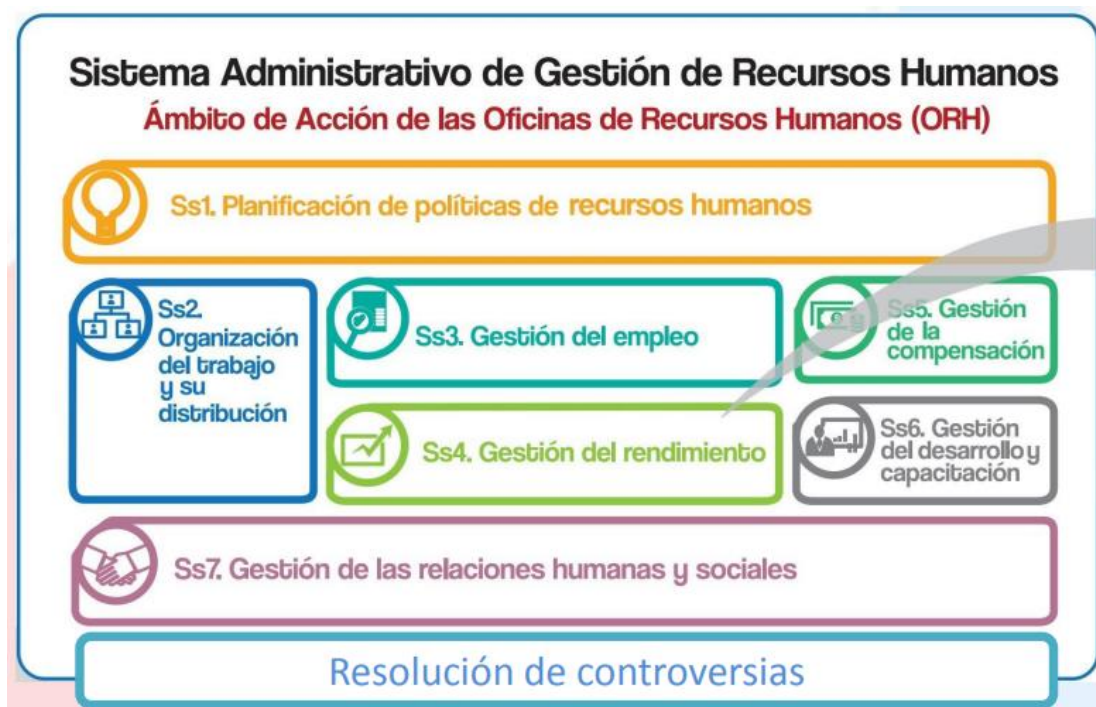 Sistema Administrativo de Gestión de Recursos Humanos
Ámbito de Acción de las Oficinas de Recursos Humanos (ORH)
Ss1. Planificación de políticas de recursos humanos
Ss2.
Organización
del trabajo
y su
distribución
Ss3. Gestión del empleo
Ss4. Gestión del rendimiento
Ss5. Gestión
de la
compensación
Ss6. Gestión
del desarrollo y
capacitación
Ss7. Gestión de las relaciones humanas y sociales
Resolución de controversias